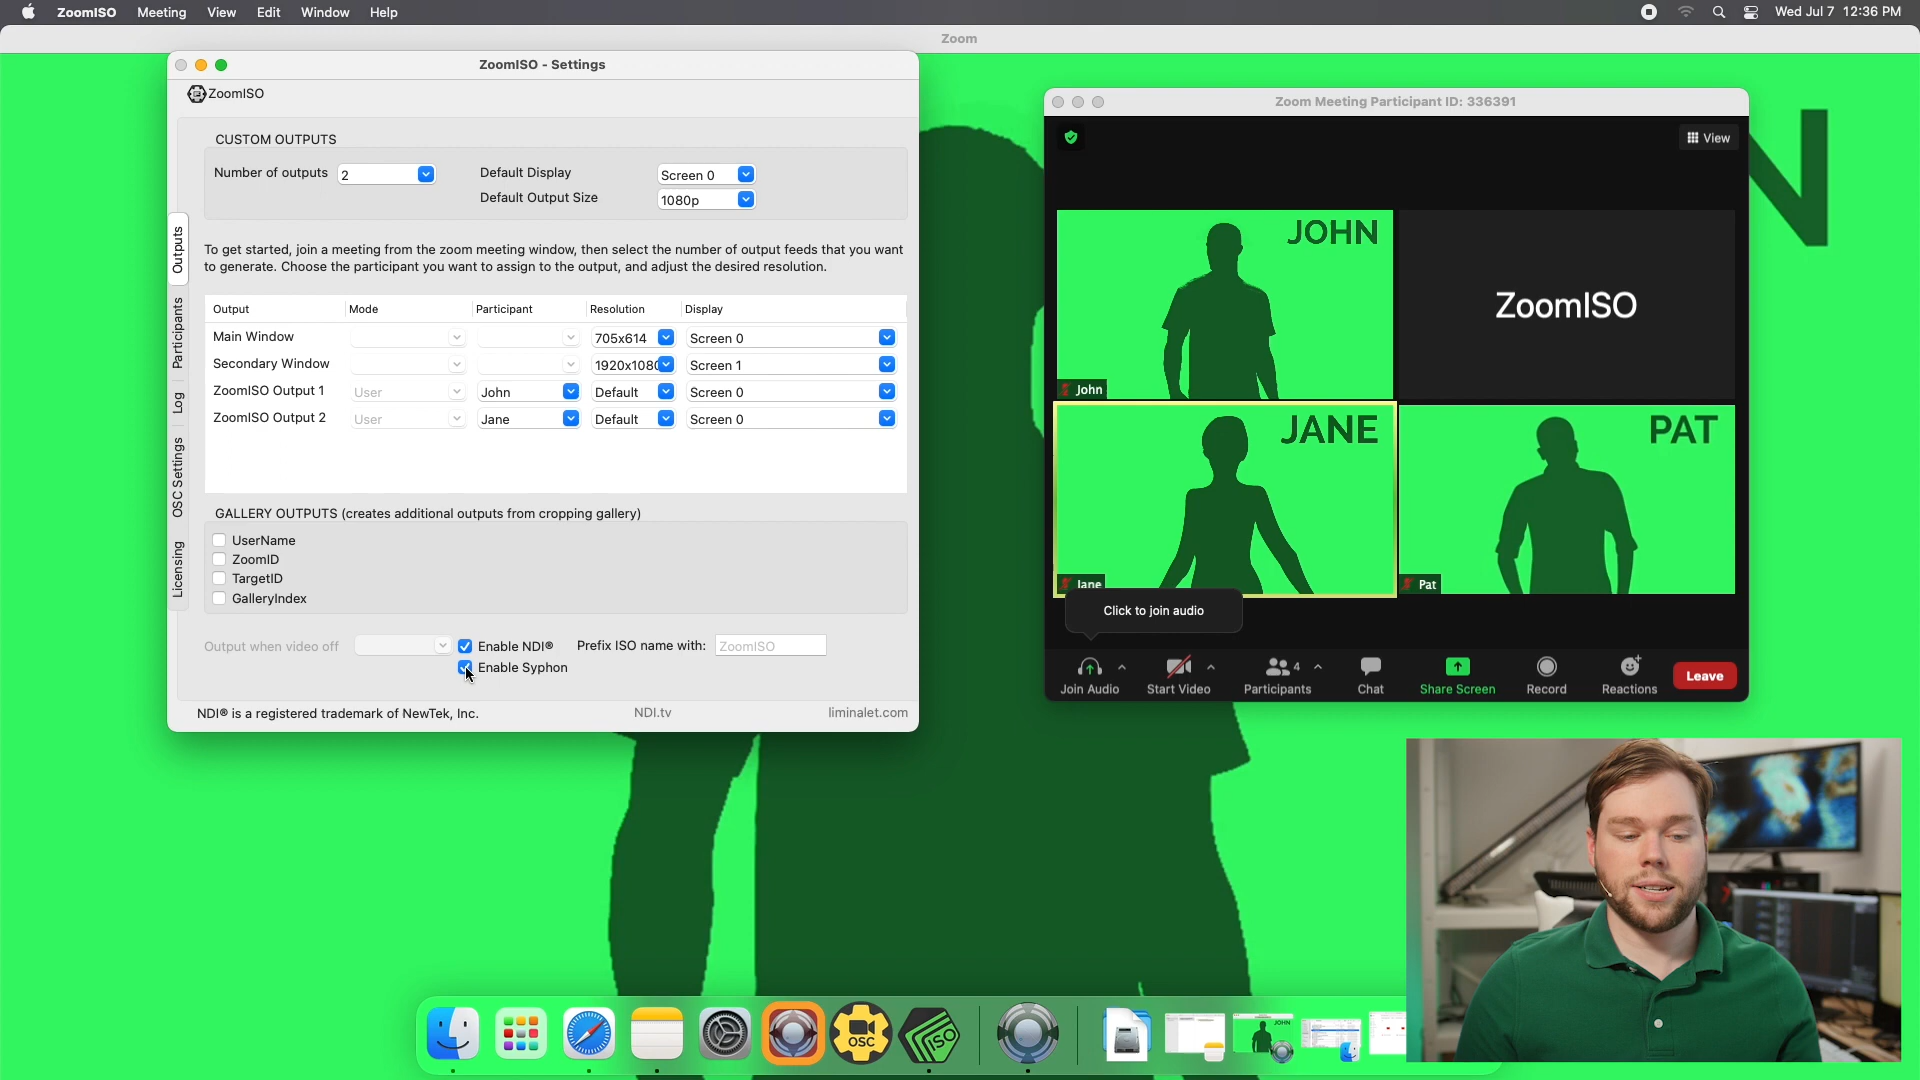 ZoomISO Meeting View Edit Window Help
Wed Jul 7 12:36 PM
Zoom
ZoomISO - Settings
ZoomISO
CUSTOM OUTPUTS
Number of outputs 2
Default Display Screen 0
Default Output Size 1080p
Outputs
Participants
Log
OSC Settings
Licensing
To get started, join a meeting from the zoom meeting window, then select the number of output feeds that you want
to generate. Choose the participant you want to assign to the output, and adjust the desired resolution.
Output Mode Participant Resolution Display
Main Window 705x614 Screen 0
Secondary Window 1920x1080 Screen 1
ZoomISO Output 1 User John Default Screen 0
ZoomISO Output 2 User Jane Default Screen 0
GALLERY OUTPUTS (creates additional outputs from cropping gallery)
UserName
ZoomID
TargetID
GalleryIndex
Output when video off Enable NDI® Prefix ISO name with: ZoomISO
Enable Syphon
NDI® is a registered trademark of NewTek, Inc. NDI.tv liminalet.com
Zoom Meeting Participant ID: 336391
View
JOHN
John
ZoomISO
JANE
Jane
PAT
Pat
Click to join audio
Join Audio Start Video Participants 4 Chat Share Screen Record Reactions Leave
N
OSC
ISO
JOHN